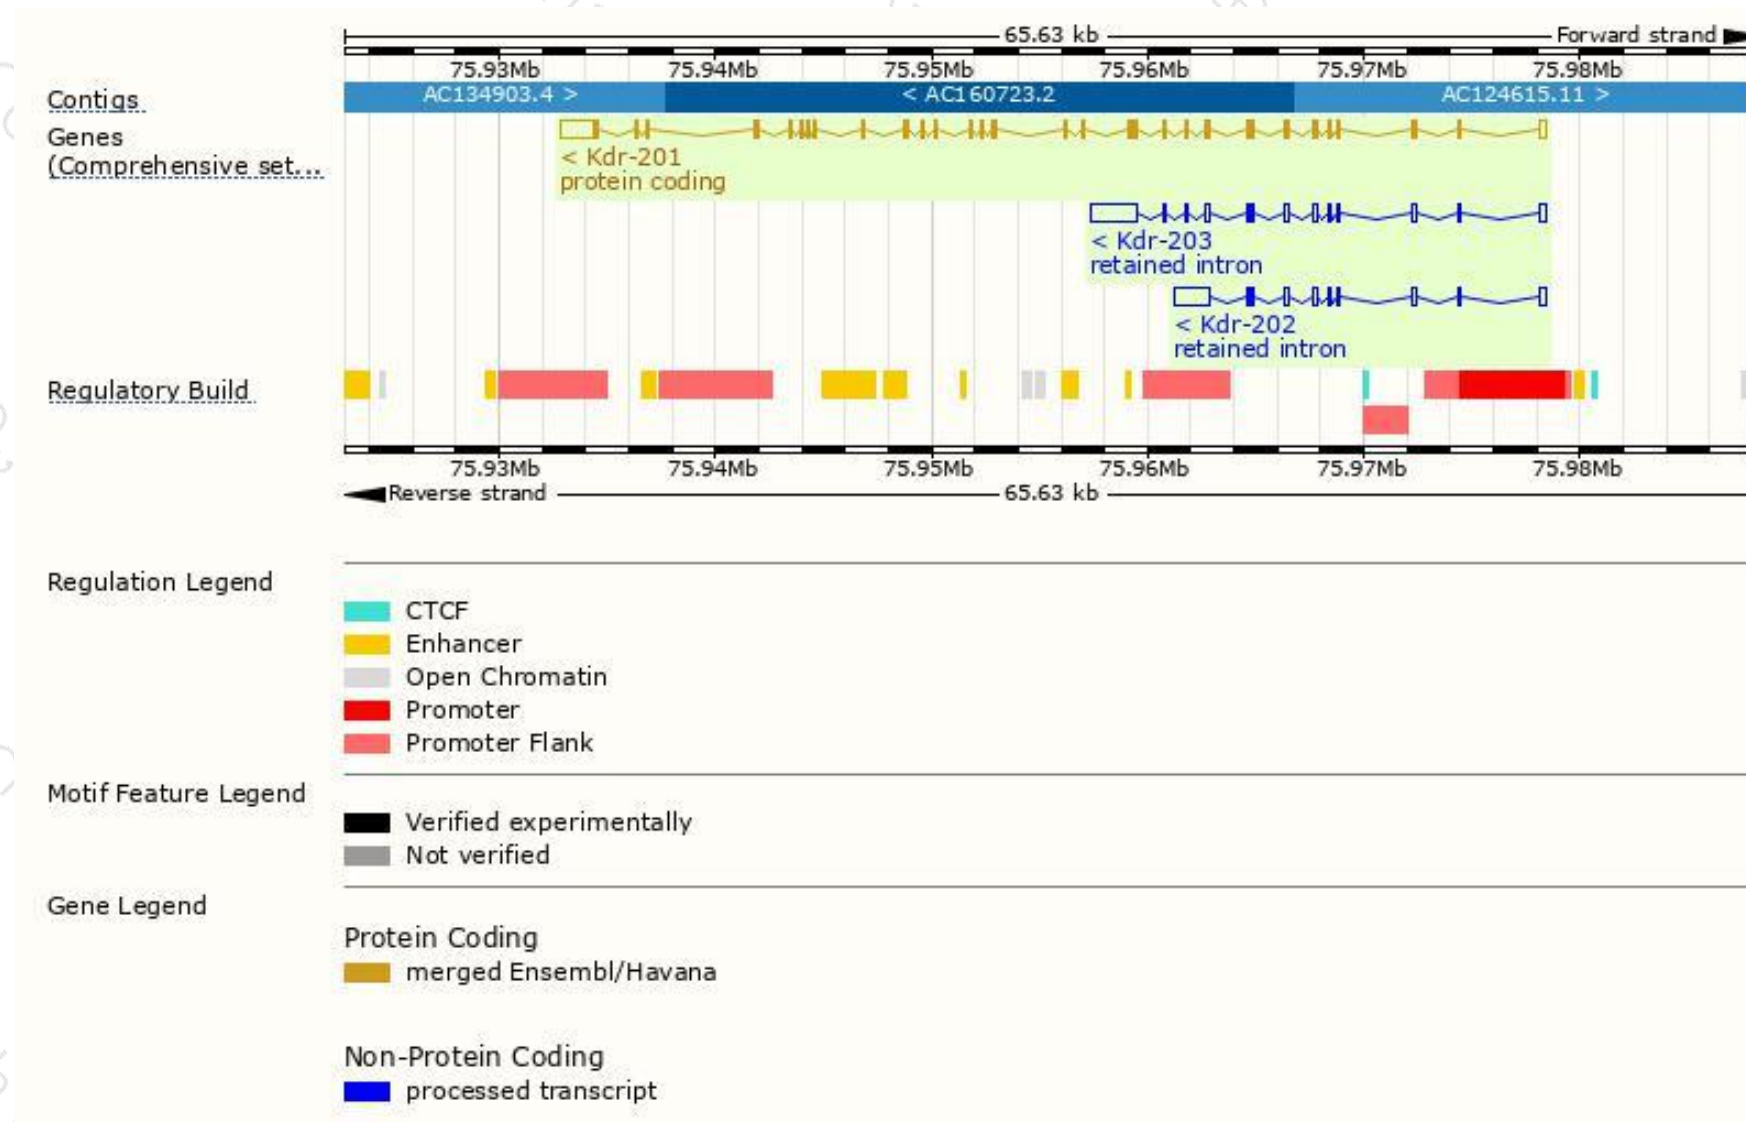 65.63 kb Forward strand
75.93Mb 75.94Mb 75.95Mb 75.96Mb 75.97Mb 75.98Mb
Contigs AC134903.4 > < AC160723.2 AC124615.11 >
Genes
(Comprehensive set...
< Kdr-201
protein coding
< Kdr-203
retained intron
< Kdr-202
retained intron
Regulatory Build
75.93Mb 75.94Mb 75.95Mb 75.96Mb 75.97Mb 75.98Mb
Reverse strand 65.63 kb
Regulation Legend
CTCF
Enhancer
Open Chromatin
Promoter
Promoter Flank
Motif Feature Legend
Verified experimentally
Not verified
Gene Legend
Protein Coding
merged Ensembl/Havana
Non-Protein Coding
processed transcript